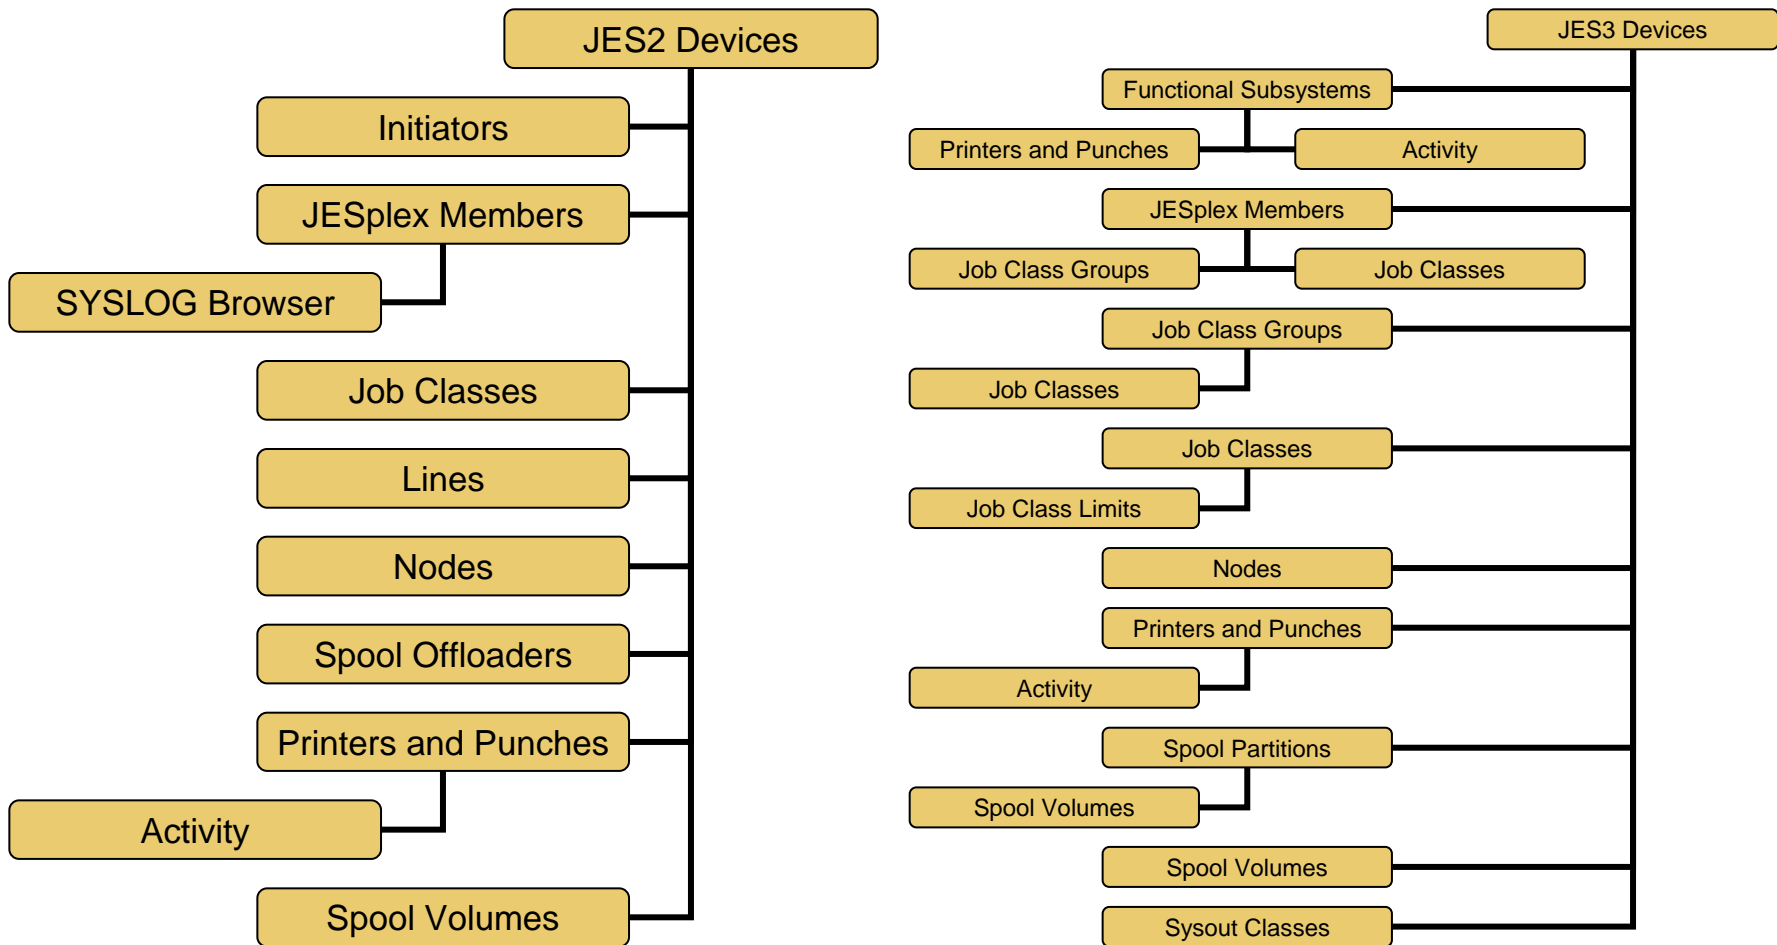 JES2 Devices
Initiators
JESplex Members
SYSLOG Browser
Job Classes
Lines
Nodes
Spool Offloaders
Printers and Punches
Activity
Spool Volumes
JES3 Devices
Functional Subsystems
Printers and Punches
Activity
JESplex Members
Job Class Groups
Job Classes
Job Class Groups
Job Classes
Job Classes
Job Class Limits
Nodes
Printers and Punches
Activity
Spool Partitions
Spool Volumes
Spool Volumes
Sysout Classes